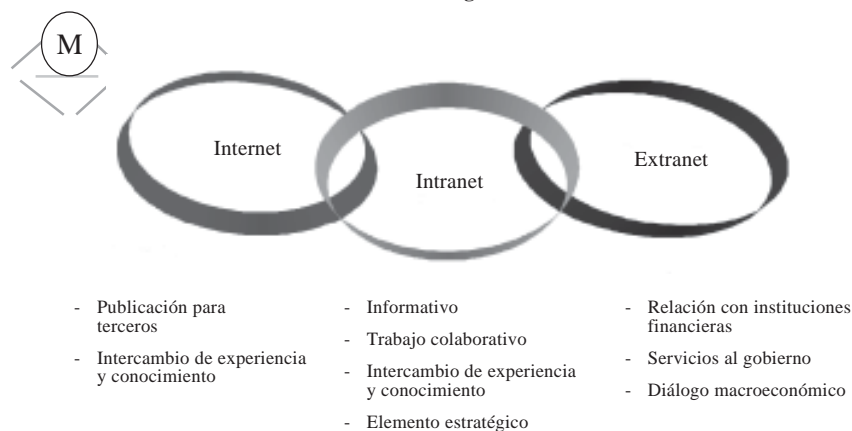 M
Internet
Intranet
Extranet
- Publicación para
terceros
- Intercambio de experiencia
y conocimiento
- Informativo
- Trabajo colaborativo
- Intercambio de experiencia
y conocimiento
- Elemento estratégico
- Relación con instituciones
financieras
- Servicios al gobierno
- Diálogo macroeconómico